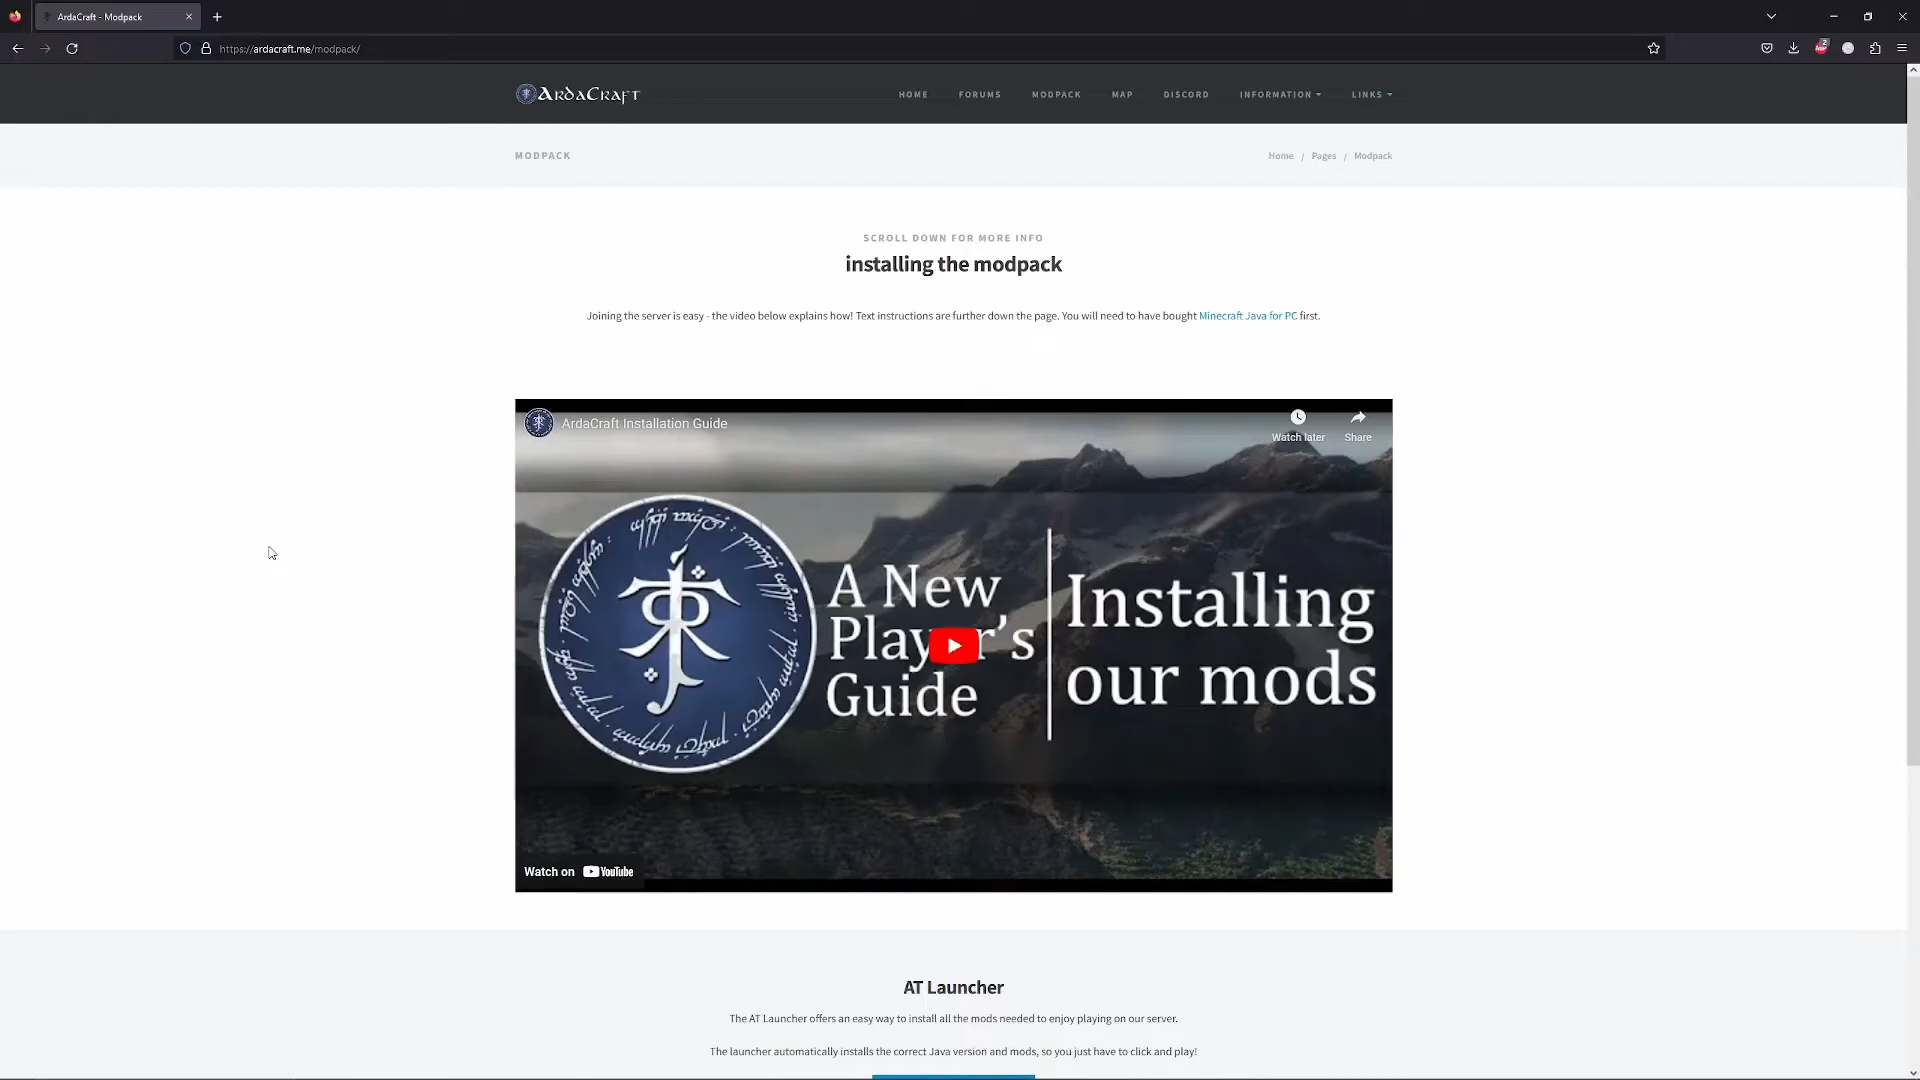 ArdaCraft - Modpack
https://ardacraft.me/modpack/
2
ARDACRAFT
HOME
FORUMS
MODPACK
MAP
DISCORD
INFORMATION
LINKS
MODPACK
Home / Pages / Modpack
SCROLL DOWN FOR MORE INFO
installing the modpack
Joining the server is easy - the video below explains how! Text instructions are further down the page. You will need to have bought Minecraft Java for PC first.
ArdaCraft Installation Guide
Watch later
Share
A New
Player's
Guide
Installing
our mods
Watch on YouTube
AT Launcher
The AT Launcher offers an easy way to install all the mods needed to enjoy playing on our server.
The launcher automatically installs the correct Java version and mods, so you just have to click and play!